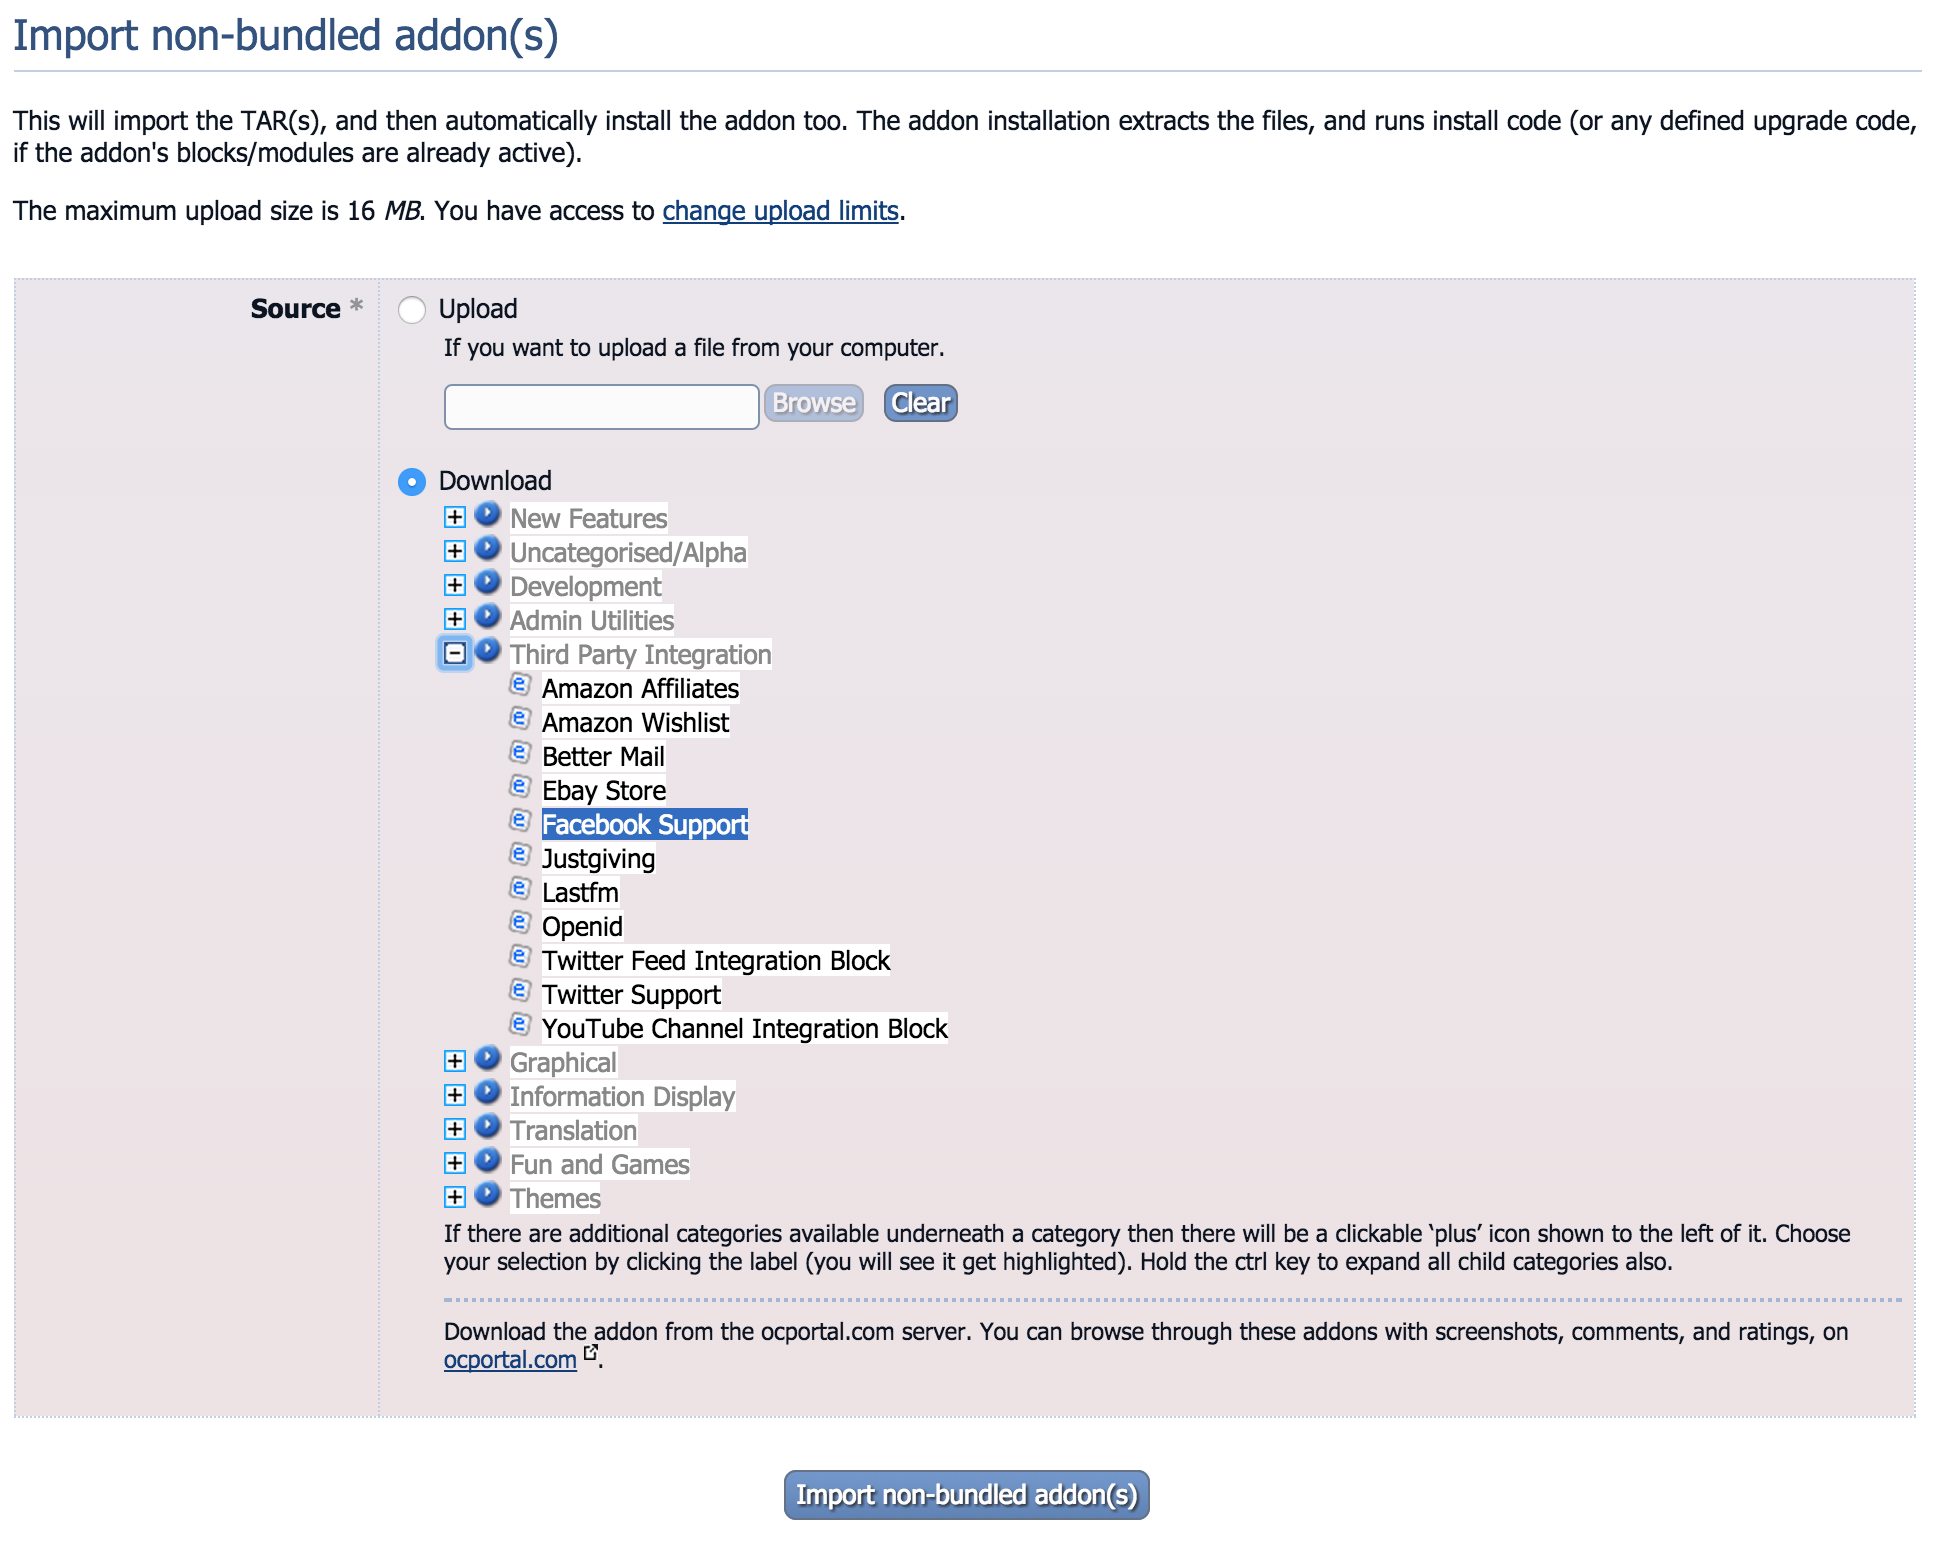 Import non-bundled addon(s)
This will import the TAR(s), and then automatically install the addon too. The addon installation extracts the files, and runs install code (or any defined upgrade code,
if the addon's blocks/modules are already active).
The maximum upload size is 16 MB. You have access to change upload limits.
Source *
Upload
If you want to upload a file from your computer.
Browse Clear
Download
New Features
Uncategorised/Alpha
Development
Admin Utilities
Third Party Integration
Amazon Affiliates
Amazon Wishlist
Better Mail
Ebay Store
Facebook Support
Justgiving
Lastfm
Openid
Twitter Feed Integration Block
Twitter Support
YouTube Channel Integration Block
Graphical
Information Display
Translation
Fun and Games
Themes
If there are additional categories available underneath a category then there will be a clickable ‘plus’ icon shown to the left of it. Choose
your selection by clicking the label (you will see it get highlighted). Hold the ctrl key to expand all child categories also.
Download the addon from the ocportal.com server. You can browse through these addons with screenshots, comments, and ratings, on
ocportal.com.
Import non-bundled addon(s)